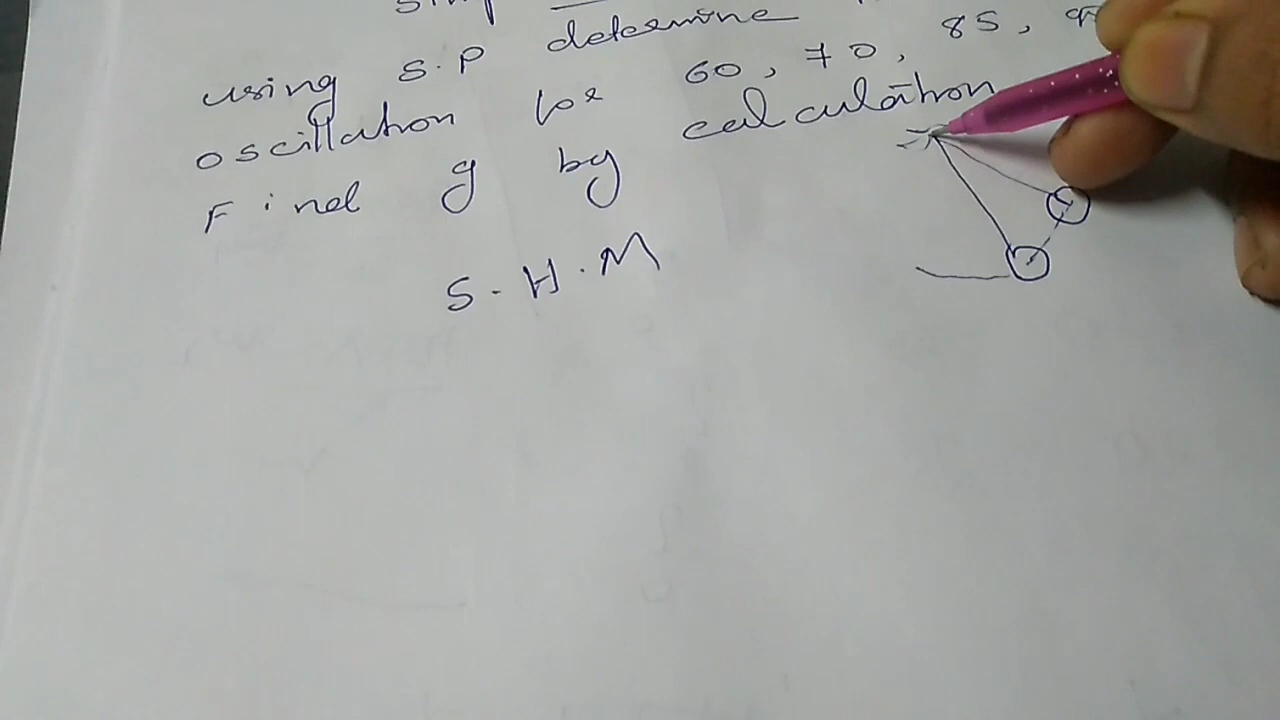 using S.P determine
oscillation for 60, 70, 85,
Find g by calculation
S.H.M